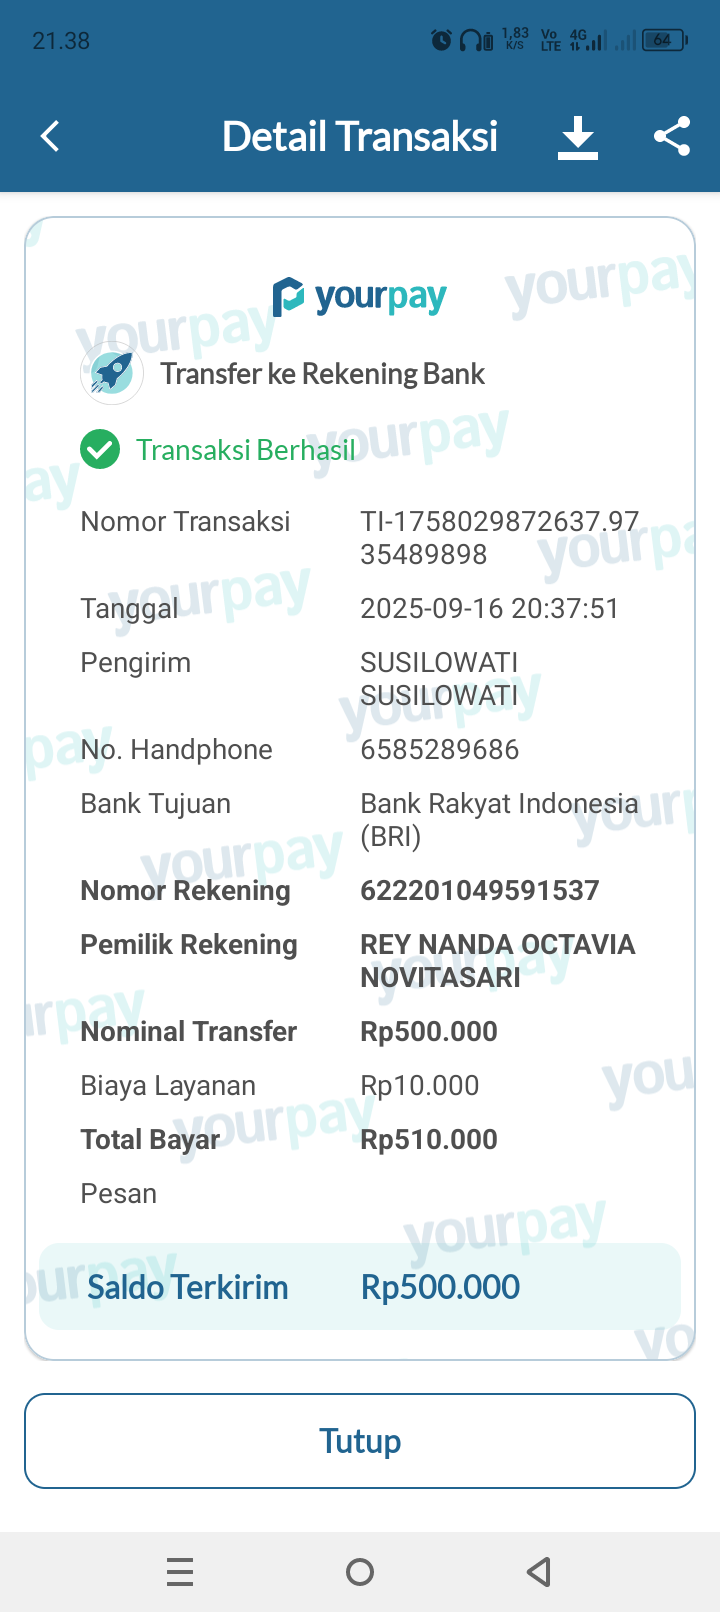 21.38
1,83
K/S
Vo
LTE
4G
64
Detail Transaksi
yourpay
Transfer ke Rekening Bank
Transaksi Berhasil
Nomor Transaksi TI-1758029872637.97
35489898
Tanggal 2025-09-16 20:37:51
Pengirim SUSILOWATI
SUSILOWATI
No. Handphone 6585289686
Bank Tujuan Bank Rakyat Indonesia
(BRI)
Nomor Rekening 622201049591537
Pemilik Rekening REY NANDA OCTAVIA
NOVITASARI
Nominal Transfer Rp500.000
Biaya Layanan Rp10.000
Total Bayar Rp510.000
Pesan
Saldo Terkirim Rp500.000
Tutup